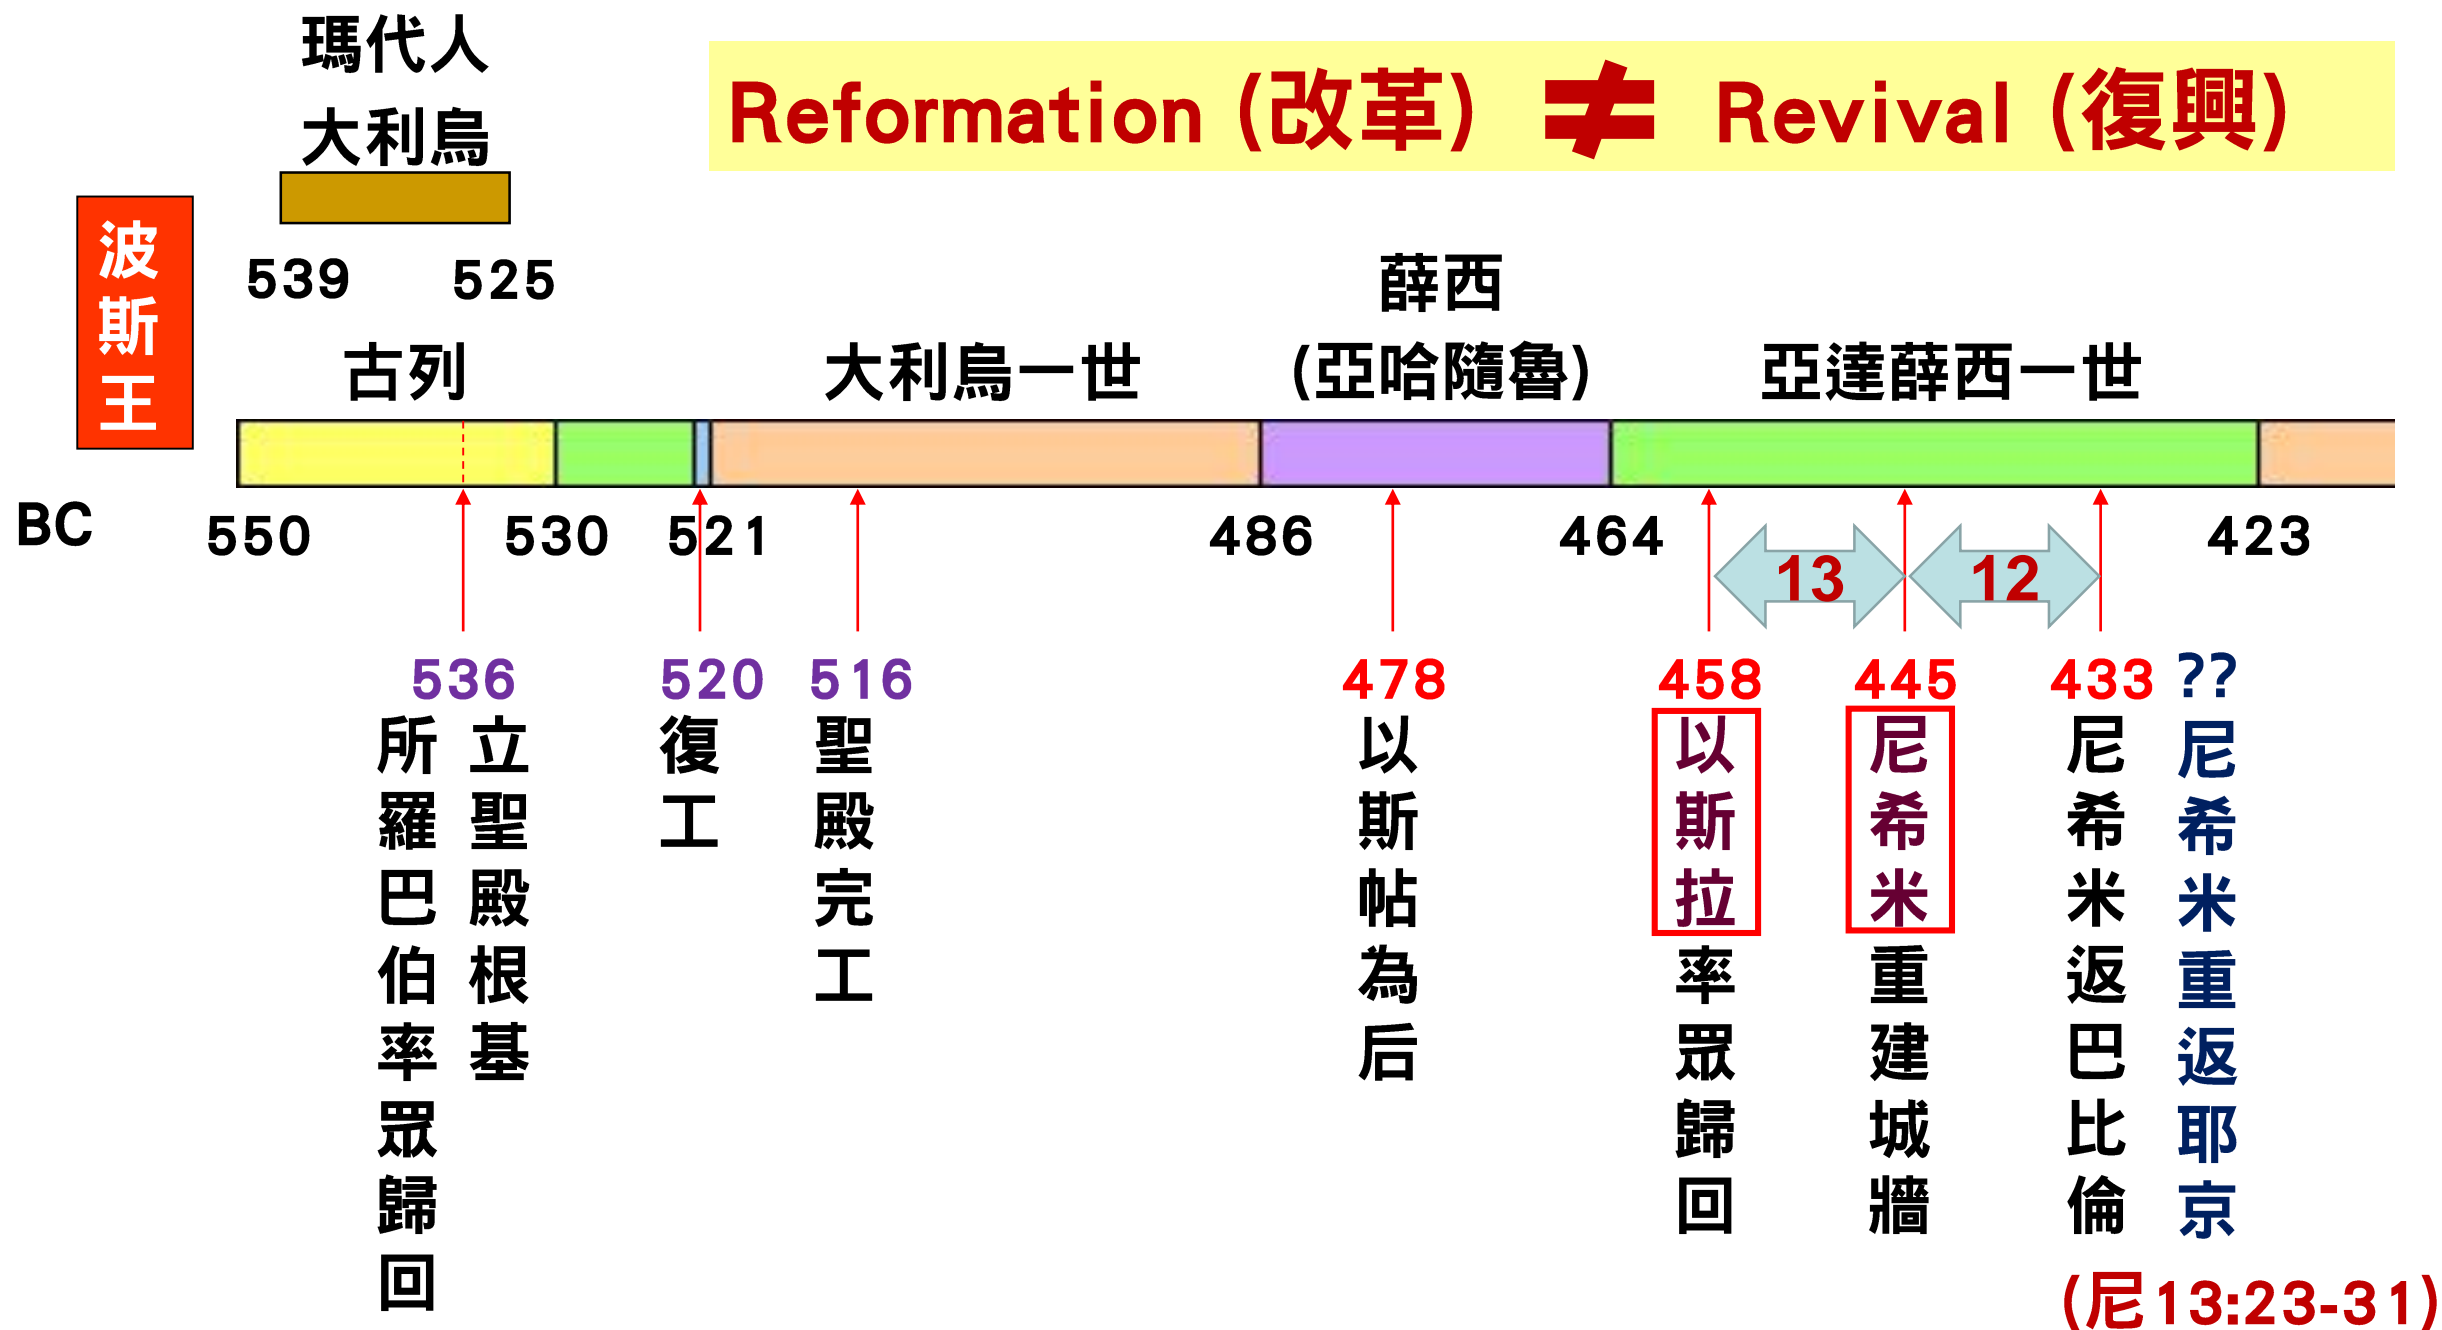 瑪代人
大利烏
Reformation (改革) ≠ Revival (復興)
波斯王
539 525
薛西
古列 大利烏一世 (亞哈隨魯) 亞達薛西一世
BC 550 530 521 486 464 423
13 12
536 520 516 478 458 445 433 ??
所羅巴伯率眾歸回
立聖殿根基
復工
聖殿完工
以斯帖為后
以斯拉率眾歸回
尼希米重建城牆
尼希米返巴比倫
尼希米重返耶京
(尼13:23-31)